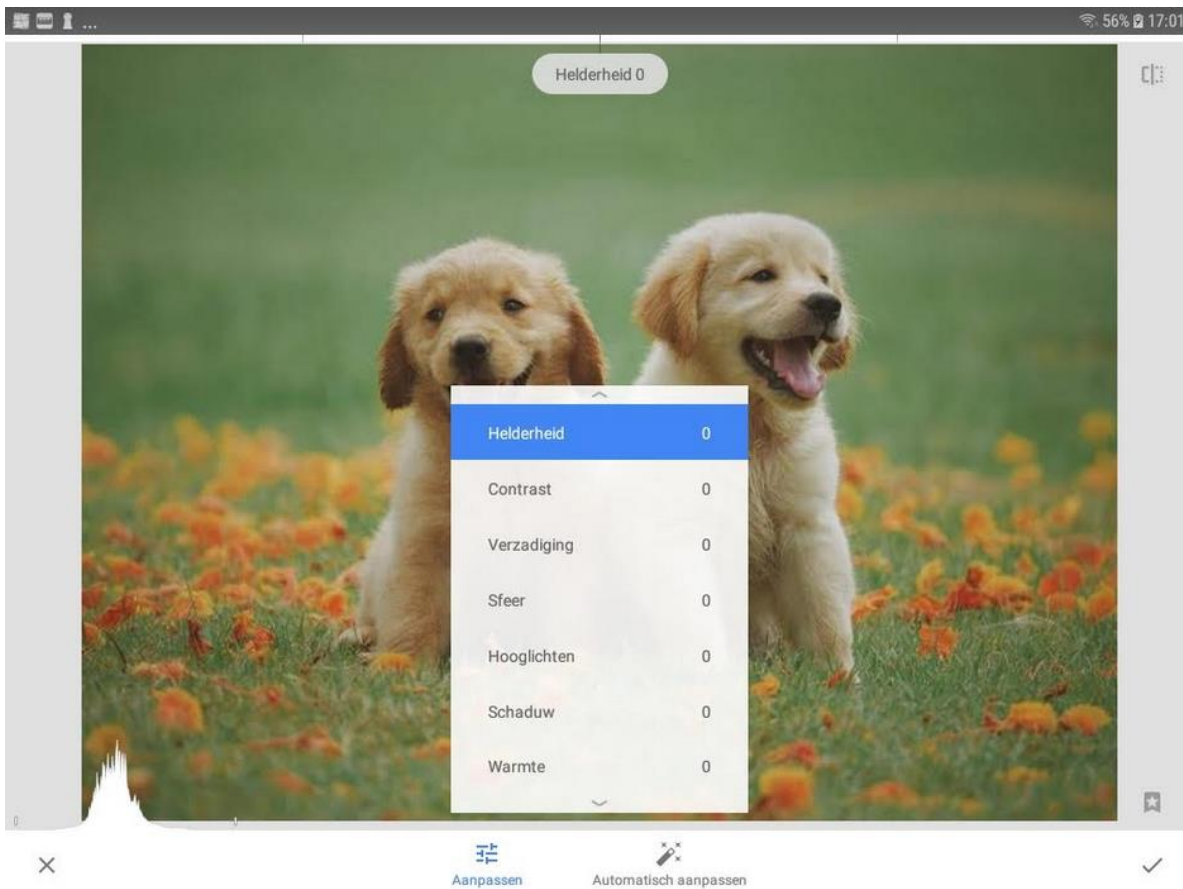 ... 56% 17:01
Helderheid 0
Helderheid 0
Contrast 0
Verzadiging 0
Sfeer 0
Hooglichten 0
Schaduw 0
Warmte 0
Aanpassen Automatisch aanpassen